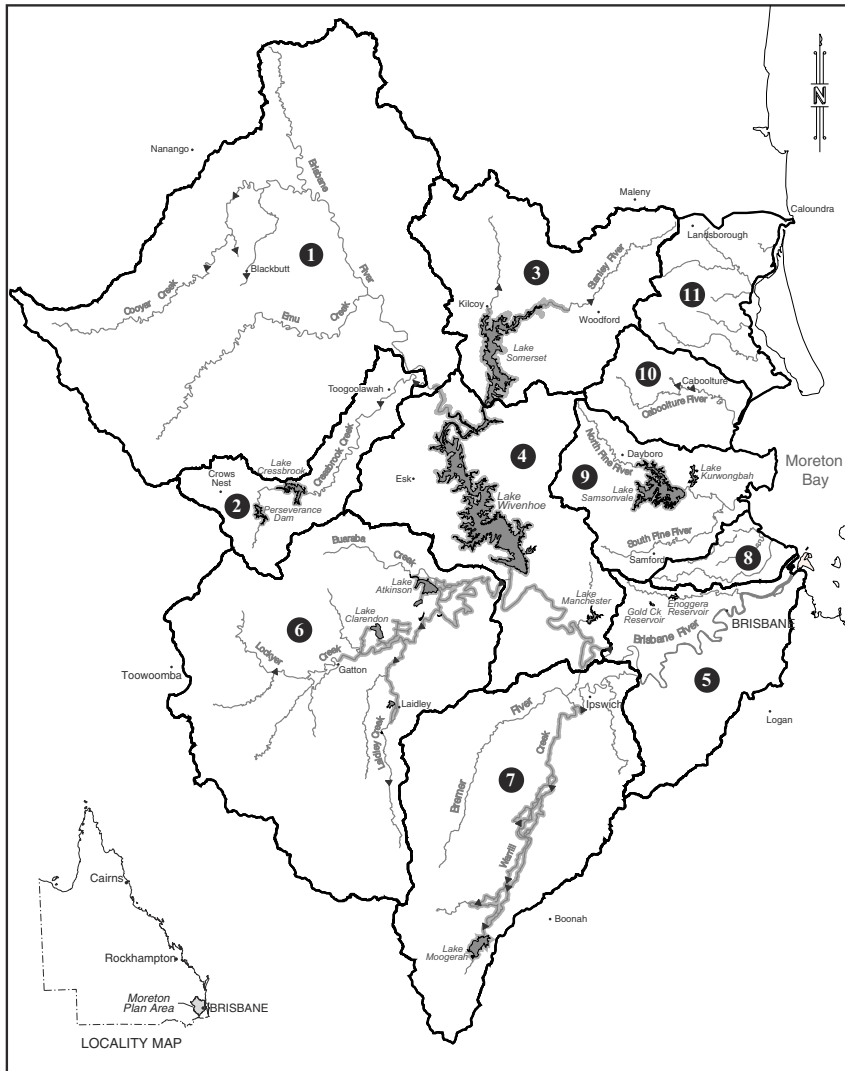 N
Nanango
Maleny
Caloundra
Landsborough
Brisbane
River
1
Blackbutt
Cooyar Creek
Emu
Creek
3
Stanley River
Kilcoy
Woodford
Lake
Somerset
11
10
Caboolture
Caboolture River
Toogoolawah
Cressbrook Creek
Lake
Cressbrook
Crows
Nest
2
Perseverance
Dam
Esk
4
Lake
Wivenhoe
North Pine River
Dayboro
9
Lake
Samsonvale
Lake
Kurwongbah
Moreton
Bay
South Pine River
Samford
8
Buaraba
Creek
Lake
Atkinson
Lake
Clarendon
6
Lockyer
Creek
Gatton
Toowoomba
Laidley
Laidley Creek
Lake
Manchester
Gold Ck
Reservoir
Enoggera
Reservoir
BRISBANE
Brisbane River
5
Logan
Ipswich
River
Bremer
Creek
7
Warrill
Boonah
Lake
Moogerah
Cairns
Rockhampton
Moreton
Plan Area
BRISBANE
LOCALITY MAP